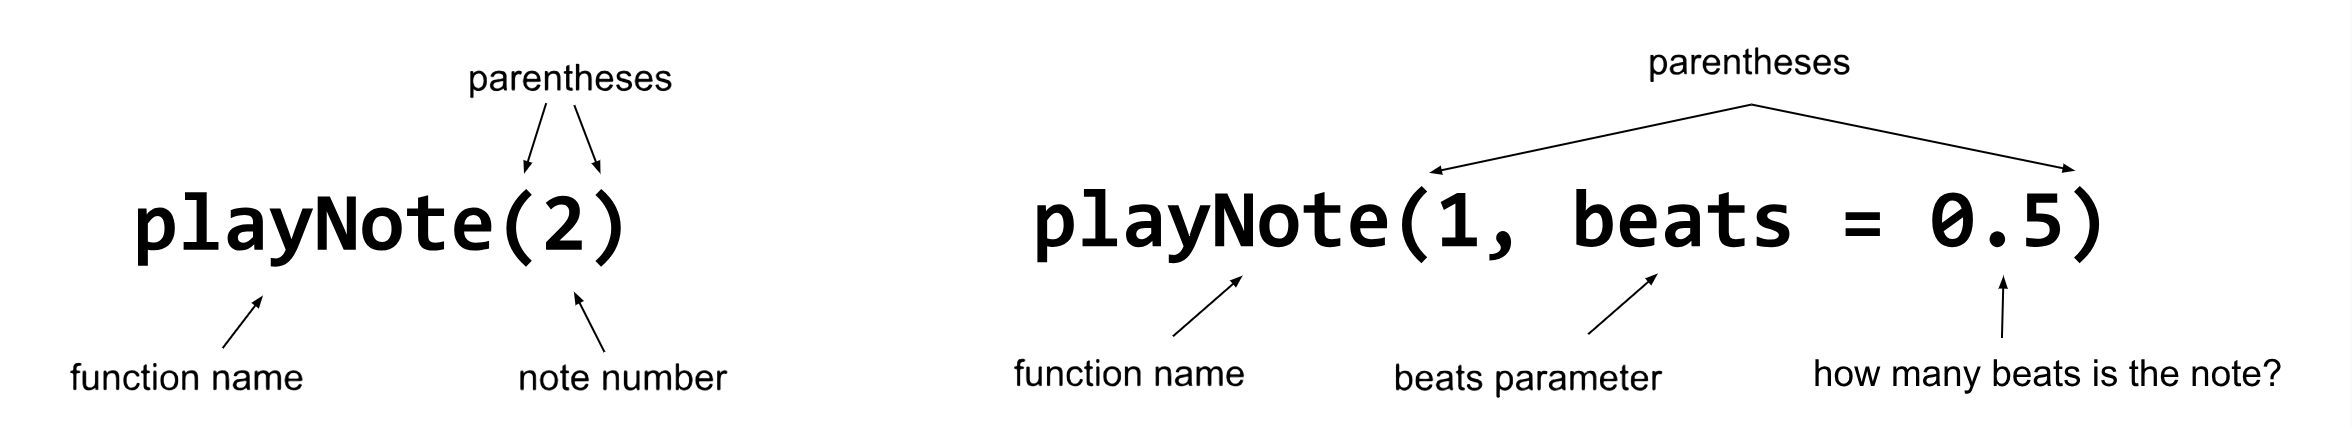 parentheses
playNote(2)
function name
note number
parentheses
playNote(1, beats = 0.5)
function name
beats parameter
how many beats is the note?